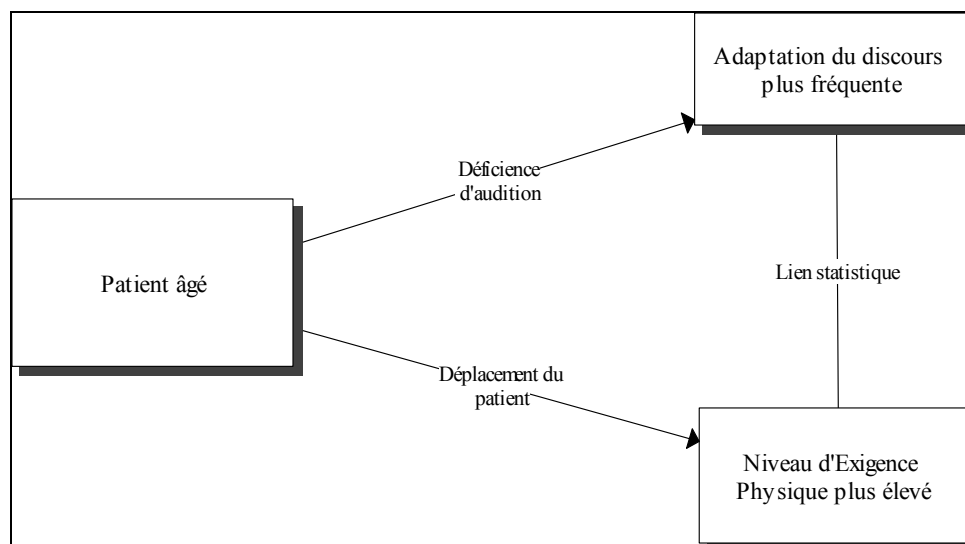 Adaptation du discours
plus fréquente
Déficience
d'audition
Patient âgé
Lien statistique
Déplacement du
patient
Niveau d'Exigence
Physique plus élevé